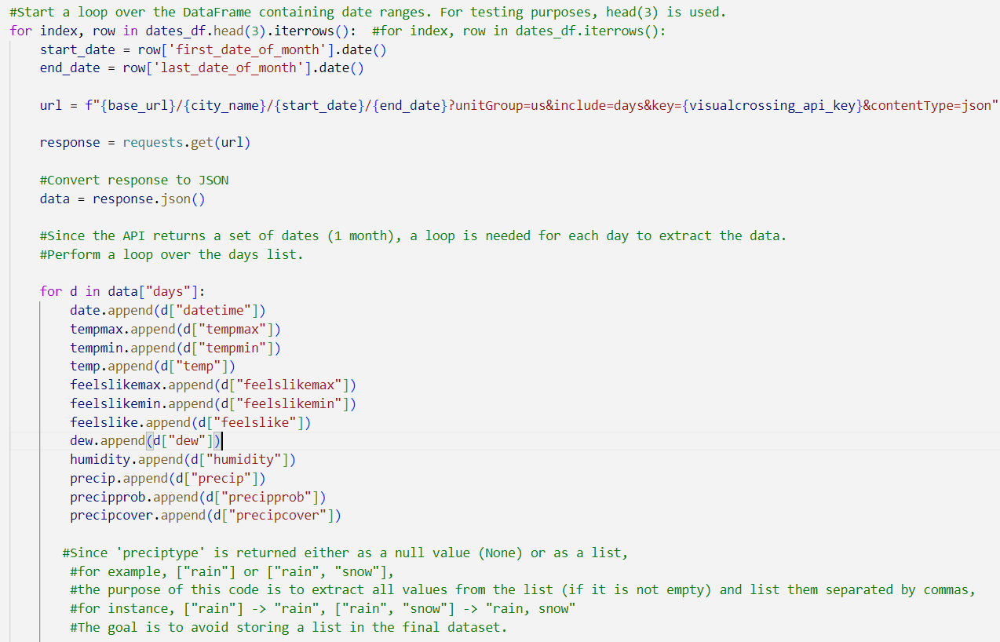 #Start a loop over the DataFrame containing date ranges. For testing purposes, head(3) is used.
for index, row in dates_df.head(3).iterrows():  #for index, row in dates_df.iterrows():
    start_date = row['first_date_of_month'].date()
    end_date = row['last_date_of_month'].date()

    url = f"{base_url}/{city_name}/{start_date}/{end_date}?unitGroup=us&include=days&key={visualcrossing_api_key}&contentType=json"

    response = requests.get(url)

    #Convert response to JSON
    data = response.json()

    #Since the API returns a set of dates (1 month), a loop is needed for each day to extract the data.
    #Perform a loop over the days list.

    for d in data["days"]:
        date.append(d["datetime"])
        tempmax.append(d["tempmax"])
        tempmin.append(d["tempmin"])
        temp.append(d["temp"])
        feelslikemax.append(d["feelslikemax"])
        feelslikemin.append(d["feelslikemin"])
        feelslike.append(d["feelslike"])
        dew.append(d["dew"])
        humidity.append(d["humidity"])
        precip.append(d["precip"])
        precipprob.append(d["precipprob"])
        precipcover.append(d["precipcover"])

       #Since 'preciptype' is returned either as a null value (None) or as a list,
        #for example, ["rain"] or ["rain", "snow"],
        #the purpose of this code is to extract all values from the list (if it is not empty) and list them separated by commas,
        #for instance, ["rain"] -> "rain", ["rain", "snow"] -> "rain, snow"
        #The goal is to avoid storing a list in the final dataset.